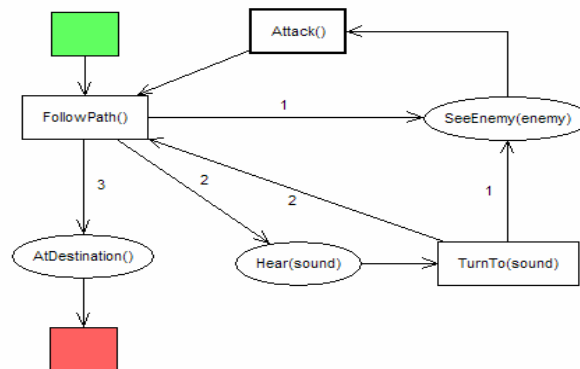 Attack()
FollowPath()
1
SeeEnemy(enemy)
3
2
2
1
AtDestination()
Hear(sound)
TurnTo(sound)